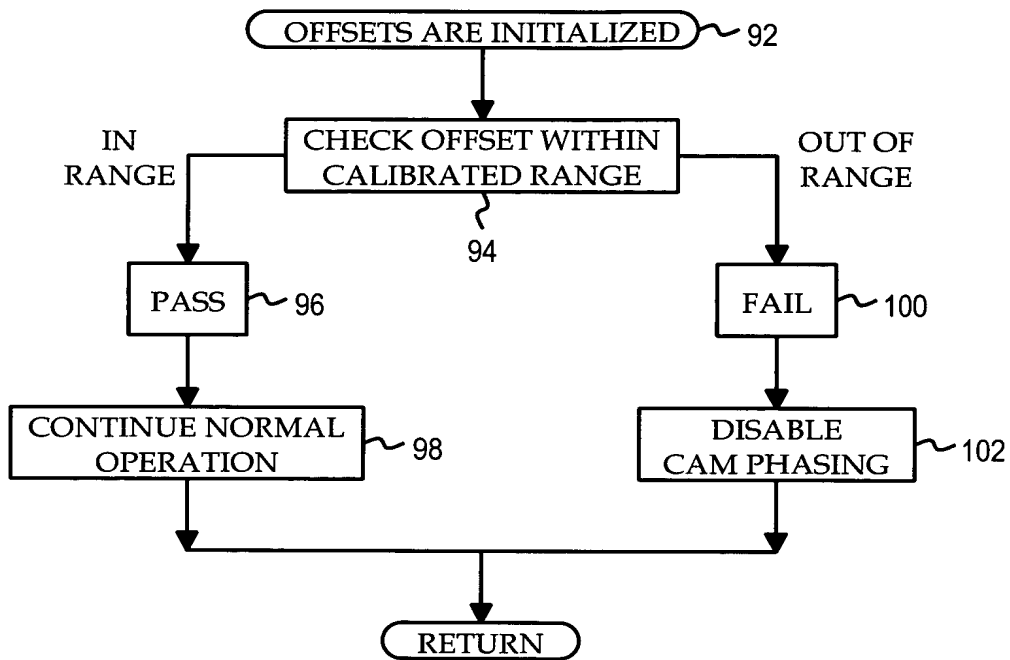 OFFSETS ARE INITIALIZED
92
CHECK OFFSET WITHIN
CALIBRATED RANGE
94
IN
RANGE
OUT OF
RANGE
PASS
96
FAIL
100
CONTINUE NORMAL
OPERATION
98
DISABLE
CAM PHASING
102
RETURN